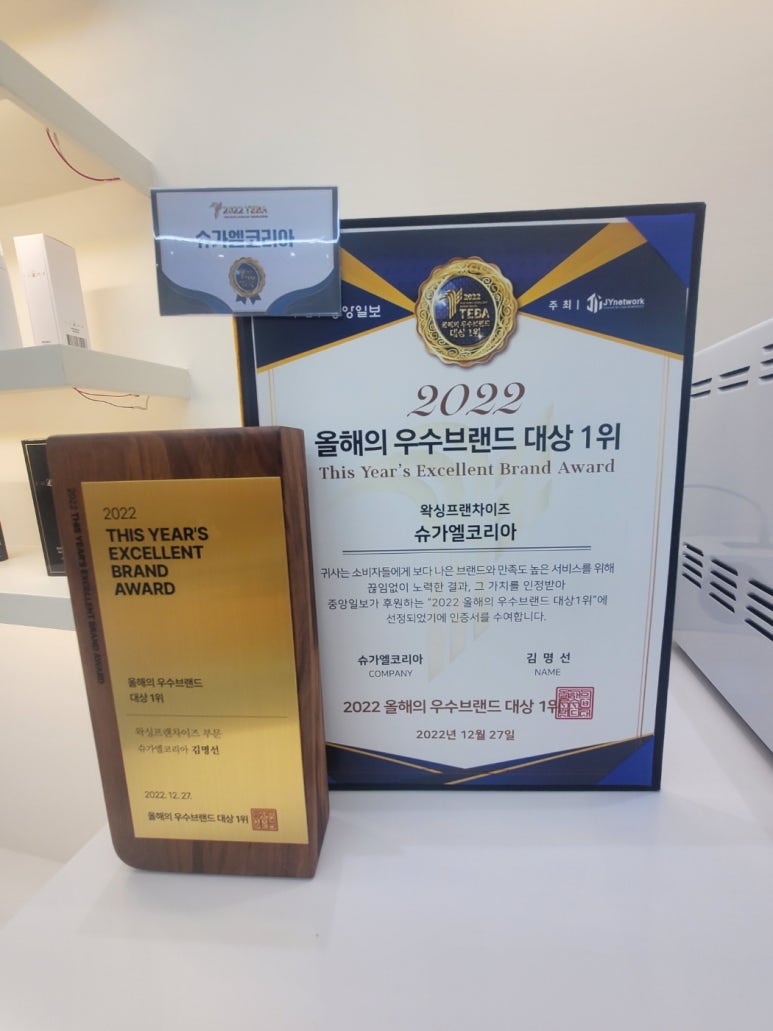 2022 TEBA
슈가엘코리아
중앙일보
주 최 |
JYnetwork
2022
TEBA
올해의 우수브랜드
대상 1위
2022
올해의 우수브랜드 대상 1위
This Year's Excellent Brand Award
왁싱프랜차이즈
슈가엘코리아
귀사는 소비자들에게 보다 나은 브랜드와 만족도 높은 서비스를 위해
끊임없이 노력한 결과, 그 가치를 인정받아
중앙일보가 후원하는 "2022 올해의 우수브랜드 대상1위"에
선정되었기에 인증서를 수여합니다.
슈가엘코리아
COMPANY
김 명 선
NAME
2022 올해의 우수브랜드 대상 1위
2022년 12월 27일
2022 THIS YEAR'S EXCELLENT BRAND AWARD
2022
THIS YEAR'S
EXCELLENT
BRAND
AWARD
올해의 우수브랜드
대상 1위
왁싱프랜차이즈 부문
슈가엘코리아 김명선
2022. 12. 27.
올해의 우수브랜드 대상 1위